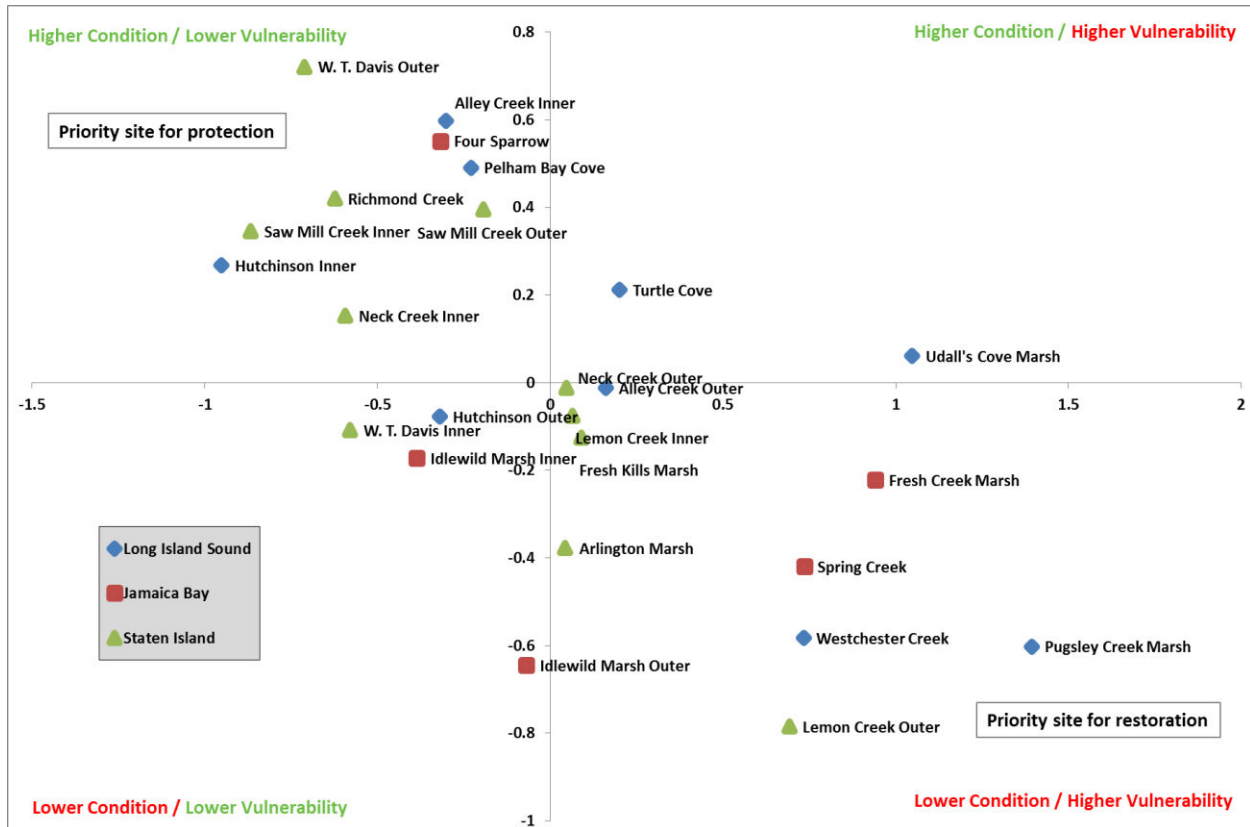 Higher Condition / Lower Vulnerability
Higher Condition / Higher Vulnerability
0.8
W. T. Davis Outer
Priority site for protection
Alley Creek Inner
0.6
Four Sparrow
Pelham Bay Cove
Richmond Creek
0.4
Saw Mill Creek Inner
Saw Mill Creek Outer
Hutchinson Inner
0.2
Turtle Cove
Neck Creek Inner
Udall's Cove Marsh
Neck Creek Outer
Alley Creek Outer
-1.5
-1
-0.5
0
0
0.5
1
1.5
2
Hutchinson Outer
W. T. Davis Inner
Lemon Creek Inner
Idlewild Marsh Inner
-0.2
Fresh Kills Marsh
Fresh Creek Marsh
-0.4
Arlington Marsh
Spring Creek
Long Island Sound
Jamaica Bay
Staten Island
-0.6
Westchester Creek
Pugsley Creek Marsh
Idlewild Marsh Outer
Priority site for restoration
Lemon Creek Outer
-0.8
Lower Condition / Lower Vulnerability
Lower Condition / Higher Vulnerability
-1